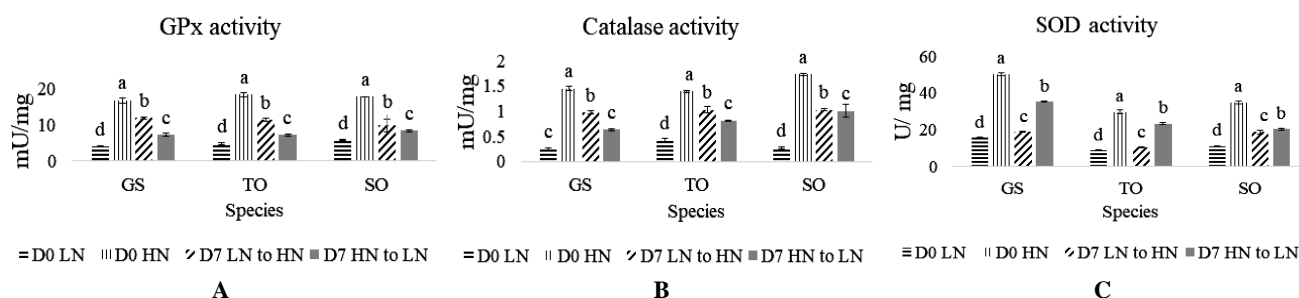 GPx activity
mU/mg
20
10
0
d a b c
d a b c
d a b c
GS TO SO
Species
D0 LN D0 HN D7 LN to HN D7 HN to LN
A
Catalase activity
mU/mg
2
1.5
1
0.5
0
c a b c
d a b c
d a b c
GS TO SO
Species
D0 LN D0 HN D7 LN to HN D7 HN to LN
B
SOD activity
U/ mg
60
40
20
0
d a c b
d a c b
d a c b
GS TO SO
Species
D0 LN D0 HN D7 LN to HN D7 HN to LN
C